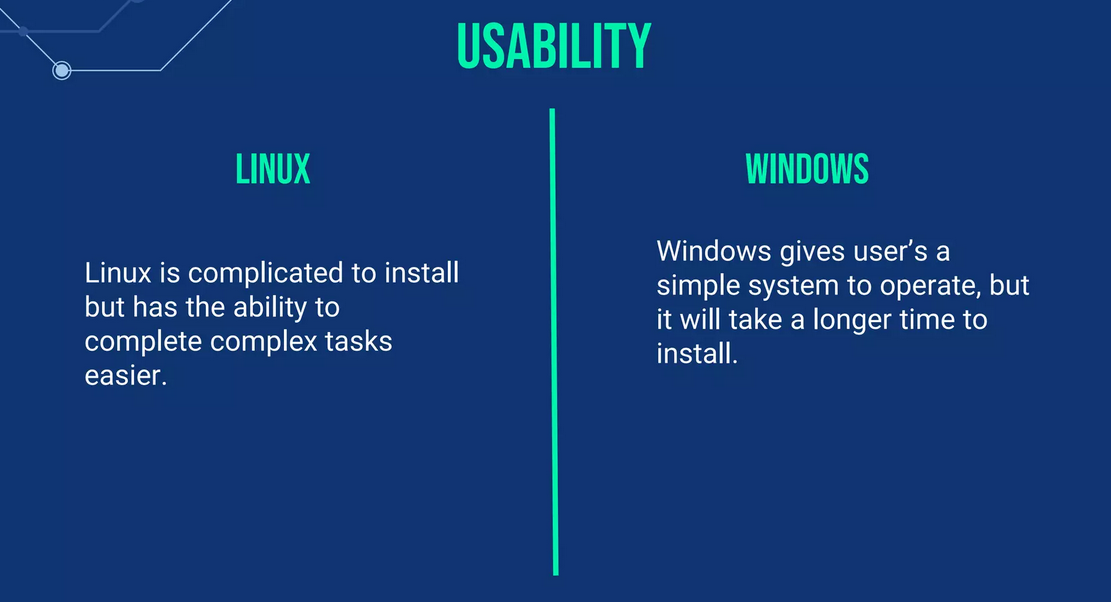 USABILITY
LINUX
Linux is complicated to install
but has the ability to
complete complex tasks
easier.
WINDOWS
Windows gives user’s a
simple system to operate, but
it will take a longer time to
install.